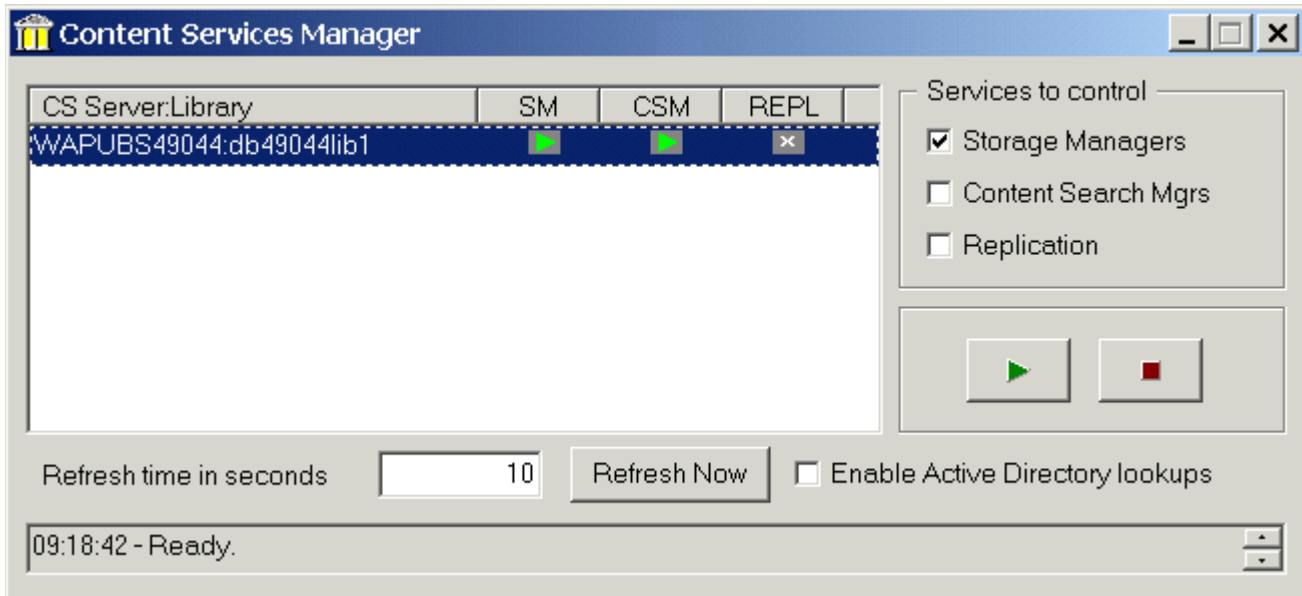 Content Services Manager
CS Server:Library SM CSM REPL
WAPUBS49044:db49044lib1
Services to control
Storage Managers
Content Search Mgrs
Replication
Refresh time in seconds 10 Refresh Now Enable Active Directory lookups
09:18:42 - Ready.